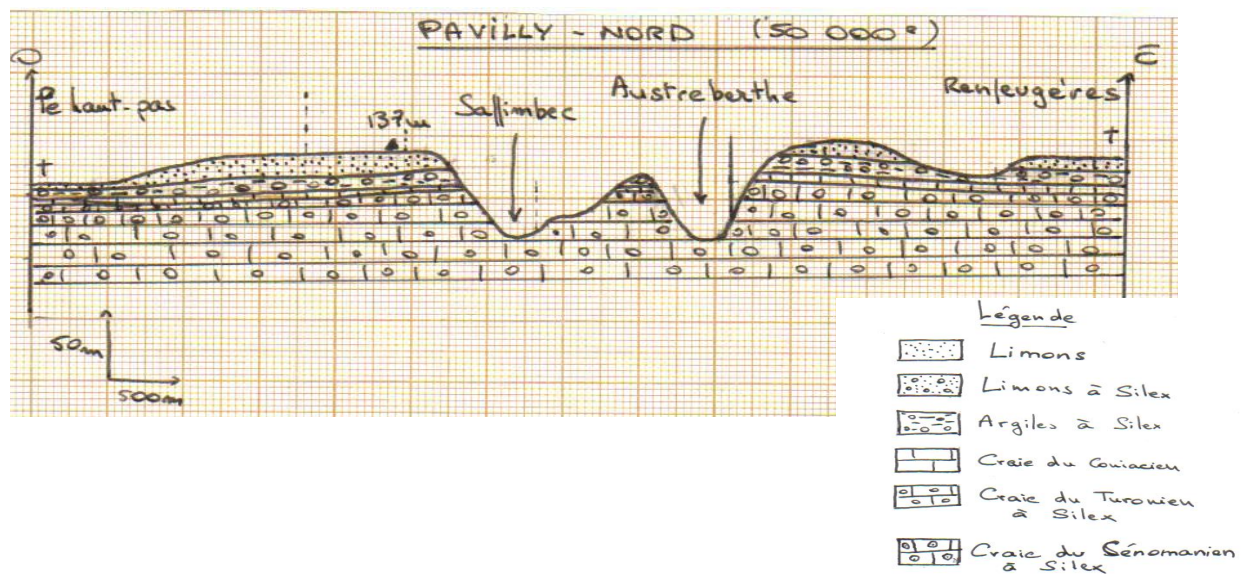 PAVILLY - NORD (50 000e)
O
E
le haut-pas
137m
Saffimbec
Austreberthe
Renfeugéres
50m
500m
Légende
Limons
Limons à Silex
Argiles à Silex
Craie du Coniacien
Craie du Turonien
à Silex
Craie du Sénomanien
à Silex